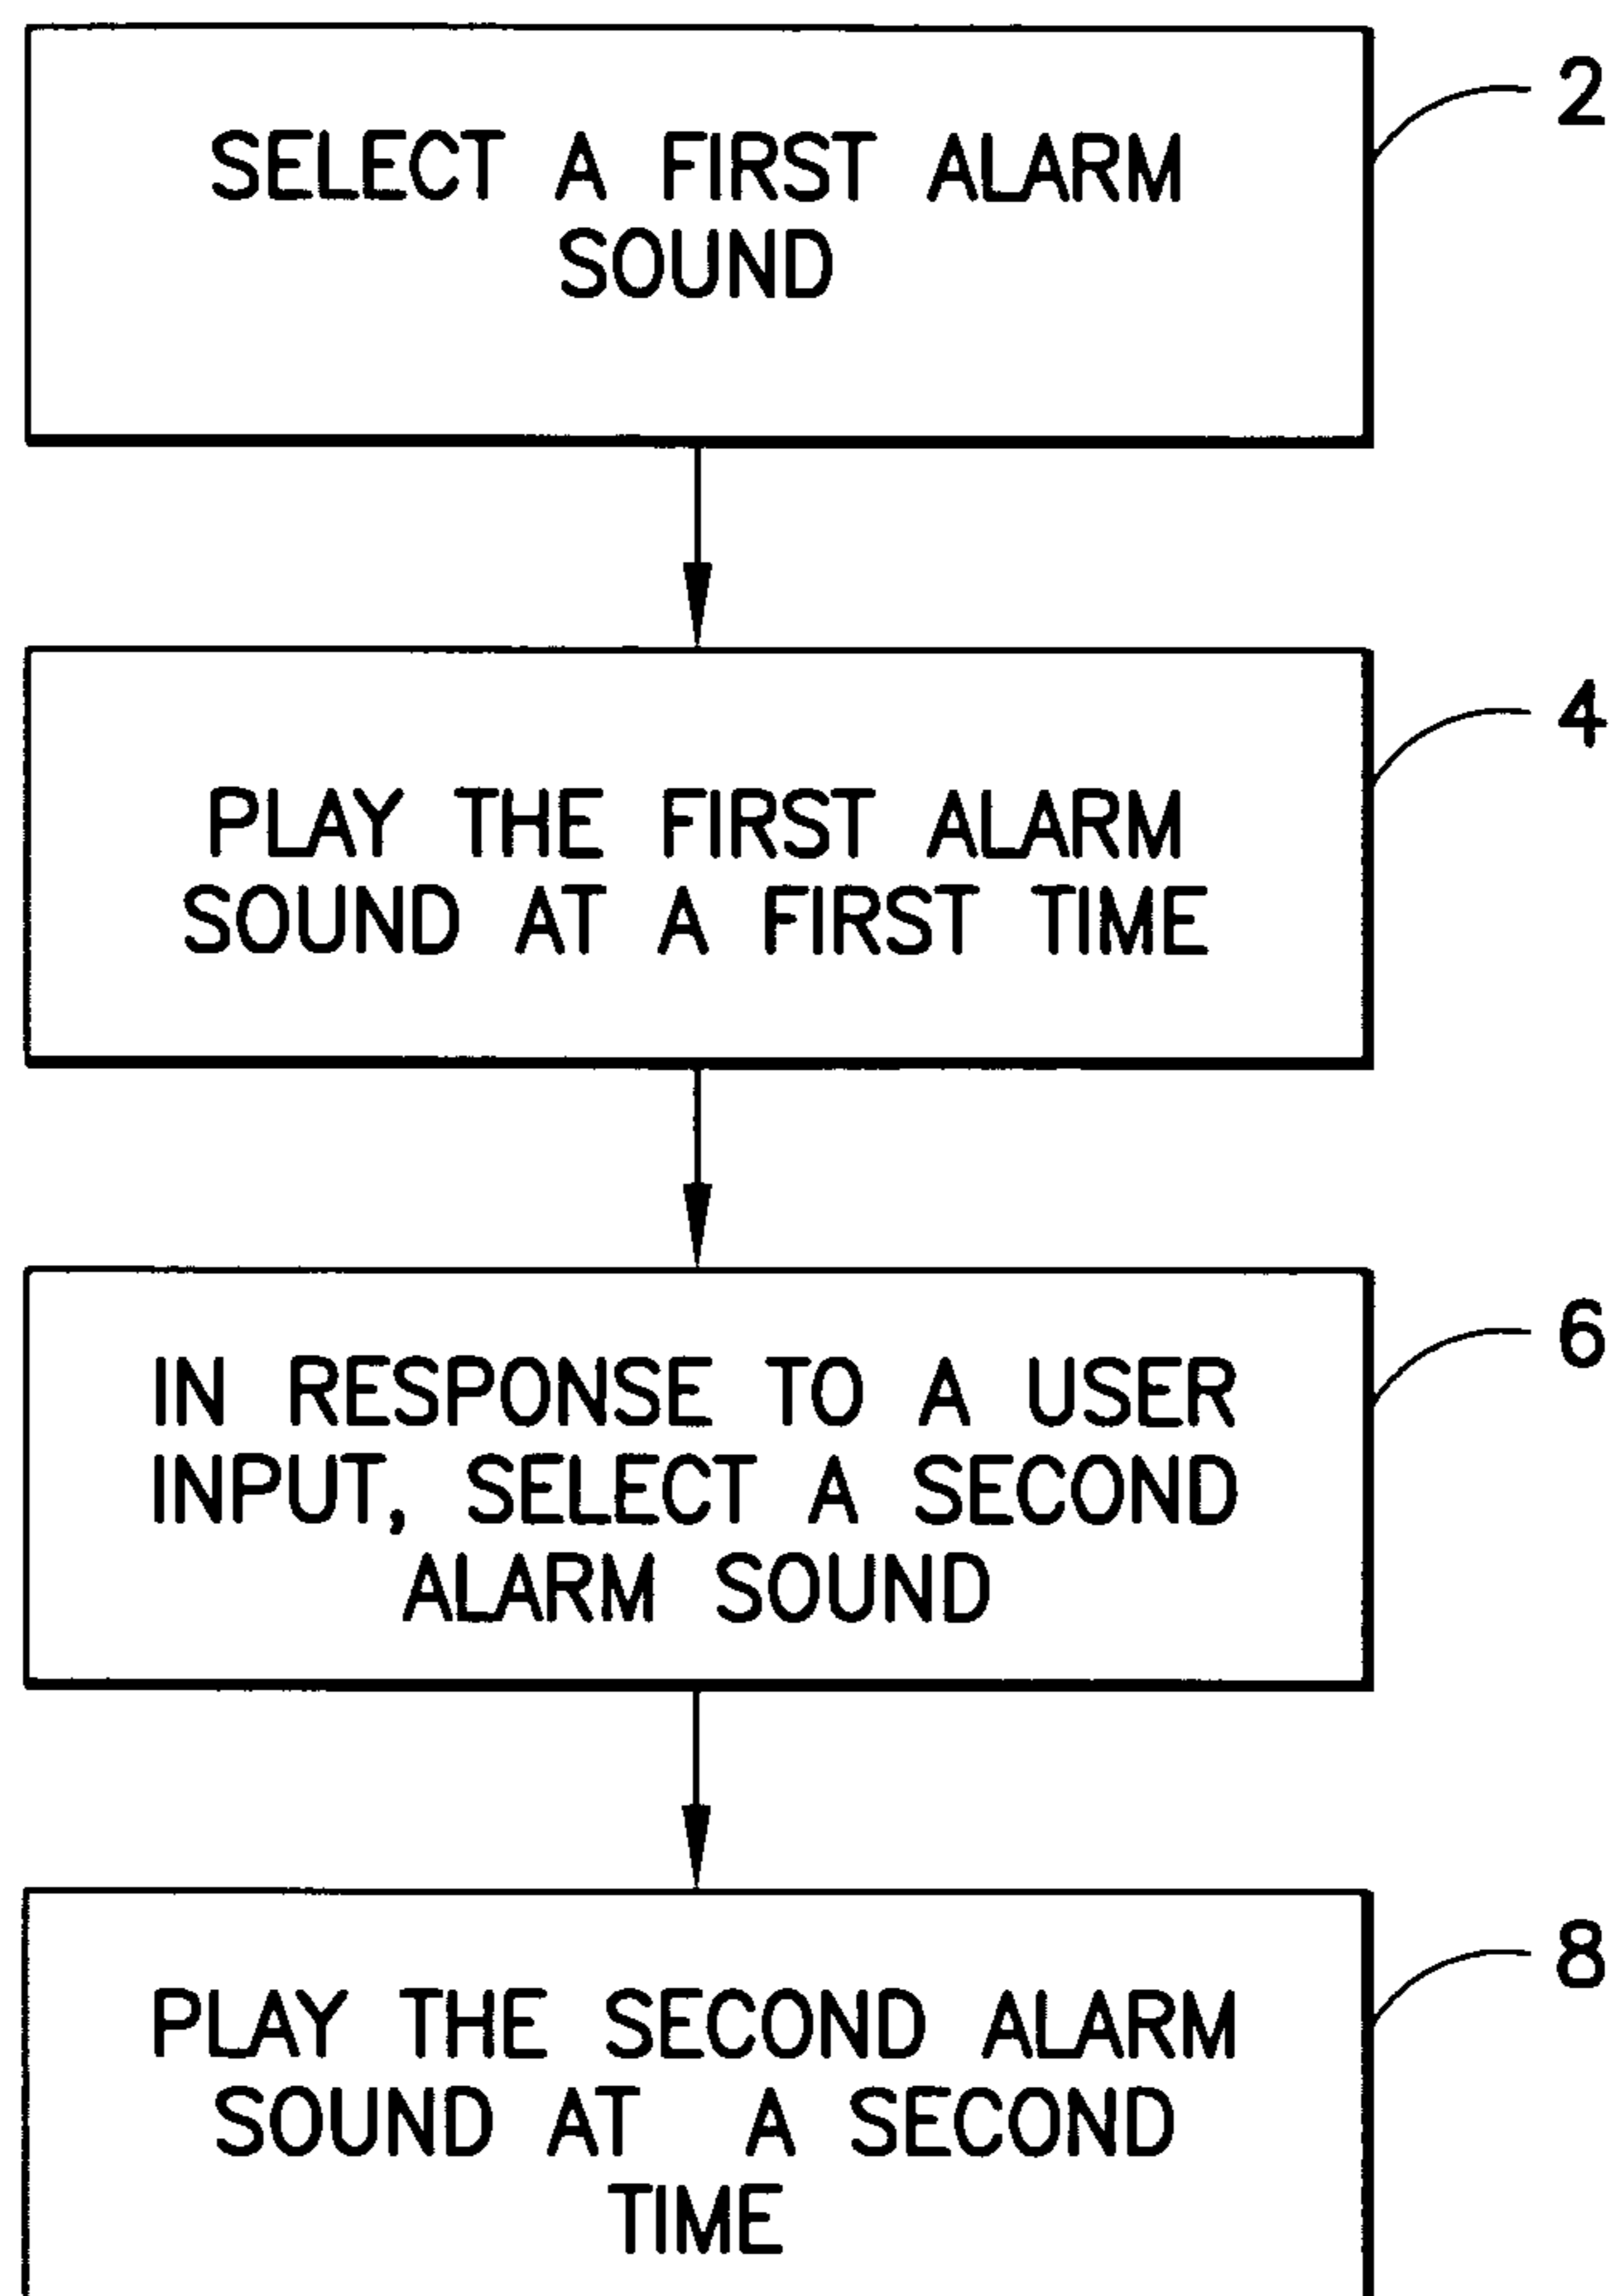 2
SELECT A FIRST ALARM
SOUND
4
PLAY THE FIRST ALARM
SOUND AT A FIRST TIME
6
IN RESPONSE TO A USER
INPUT, SELECT A SECOND
ALARM SOUND
8
PLAY THE SECOND ALARM
SOUND AT A SECOND
TIME